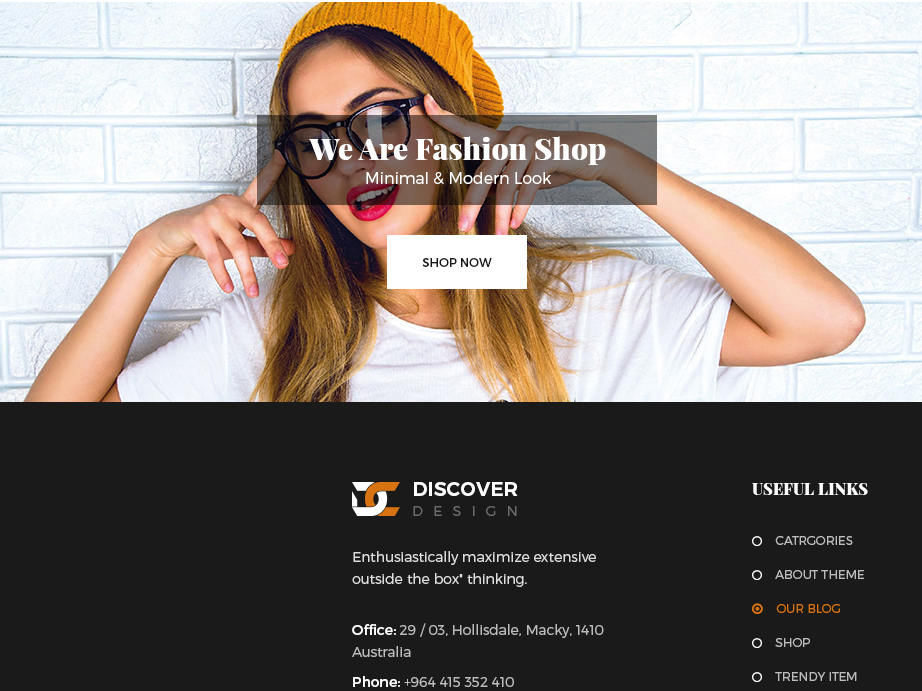 We Are Fashion Shop
Minimal & Modern Look
SHOP NOW
DISCOVER
DESIGN
Enthusiastically maximize extensive
outside the box" thinking.
Office: 29 / 03, Hollisdale, Macky, 1410
Australia
Phone: +964 415 352 410
USEFUL LINKS
CATRGORIES
ABOUT THEME
OUR BLOG
SHOP
TRENDY ITEM